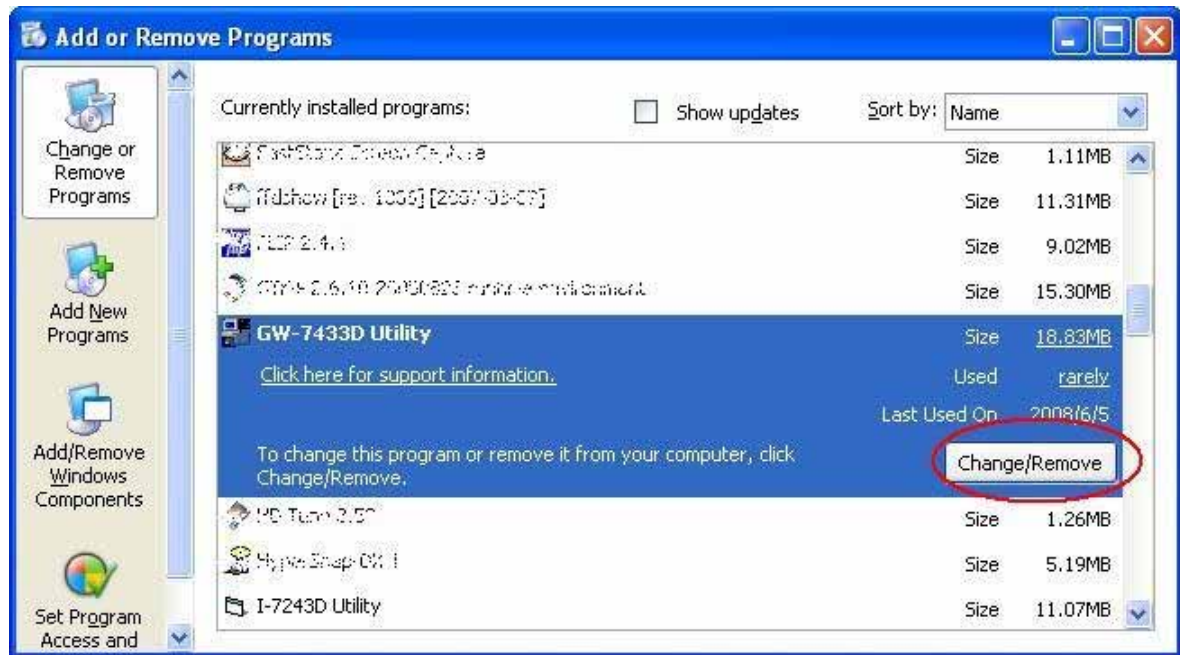 Add or Remove Programs
Change or
Remove
Programs
Add New
Programs
Add/Remove
Windows
Components
Set Program
Access and
Currently installed programs:
Show updates
Sort by: Name
Size 1.11MB
Size 11.31MB
Size 9.02MB
Size 15.30MB
GW-7433D Utility Size 18.83MB
Click here for support information. Used rarely
Last Used On 2008/6/5
To change this program or remove it from your computer, click
Change/Remove.
Change/Remove
Size 1.26MB
Size 5.19MB
I-7243D Utility Size 11.07MB